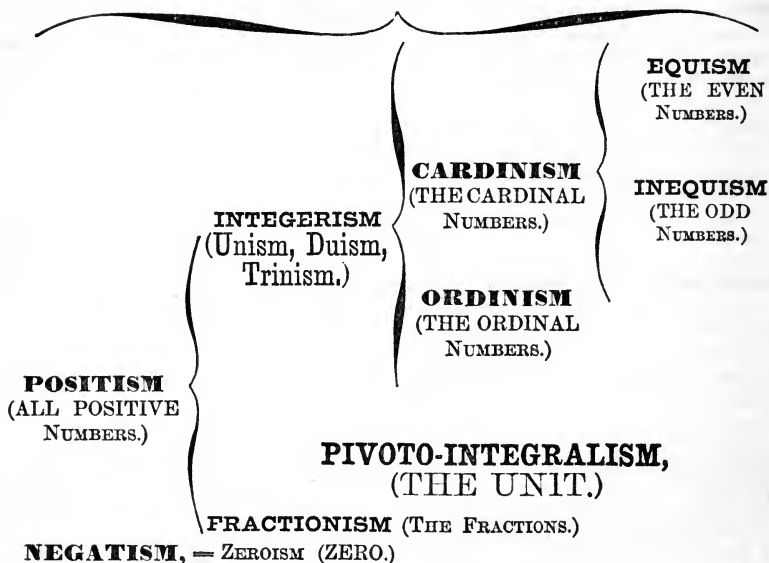 EQUISM
(THE EVEN
NUMBERS.)
CARDINISM
(THE CARDINAL
NUMBERS.)
INEQUISM
(THE ODD
NUMBERS.)
INTEGERISM
(Unism, Duism,
Trinism.)
ORDINISM
(THE ORDINAL
NUMBERS.)
POSITISM
(ALL POSITIVE
NUMBERS.)
PIVOTO-INTEGRALISM,
(THE UNIT.)
FRACTIONISM (THE FRACTIONS.)
NEGATISM, = ZEROISM (ZERO.)